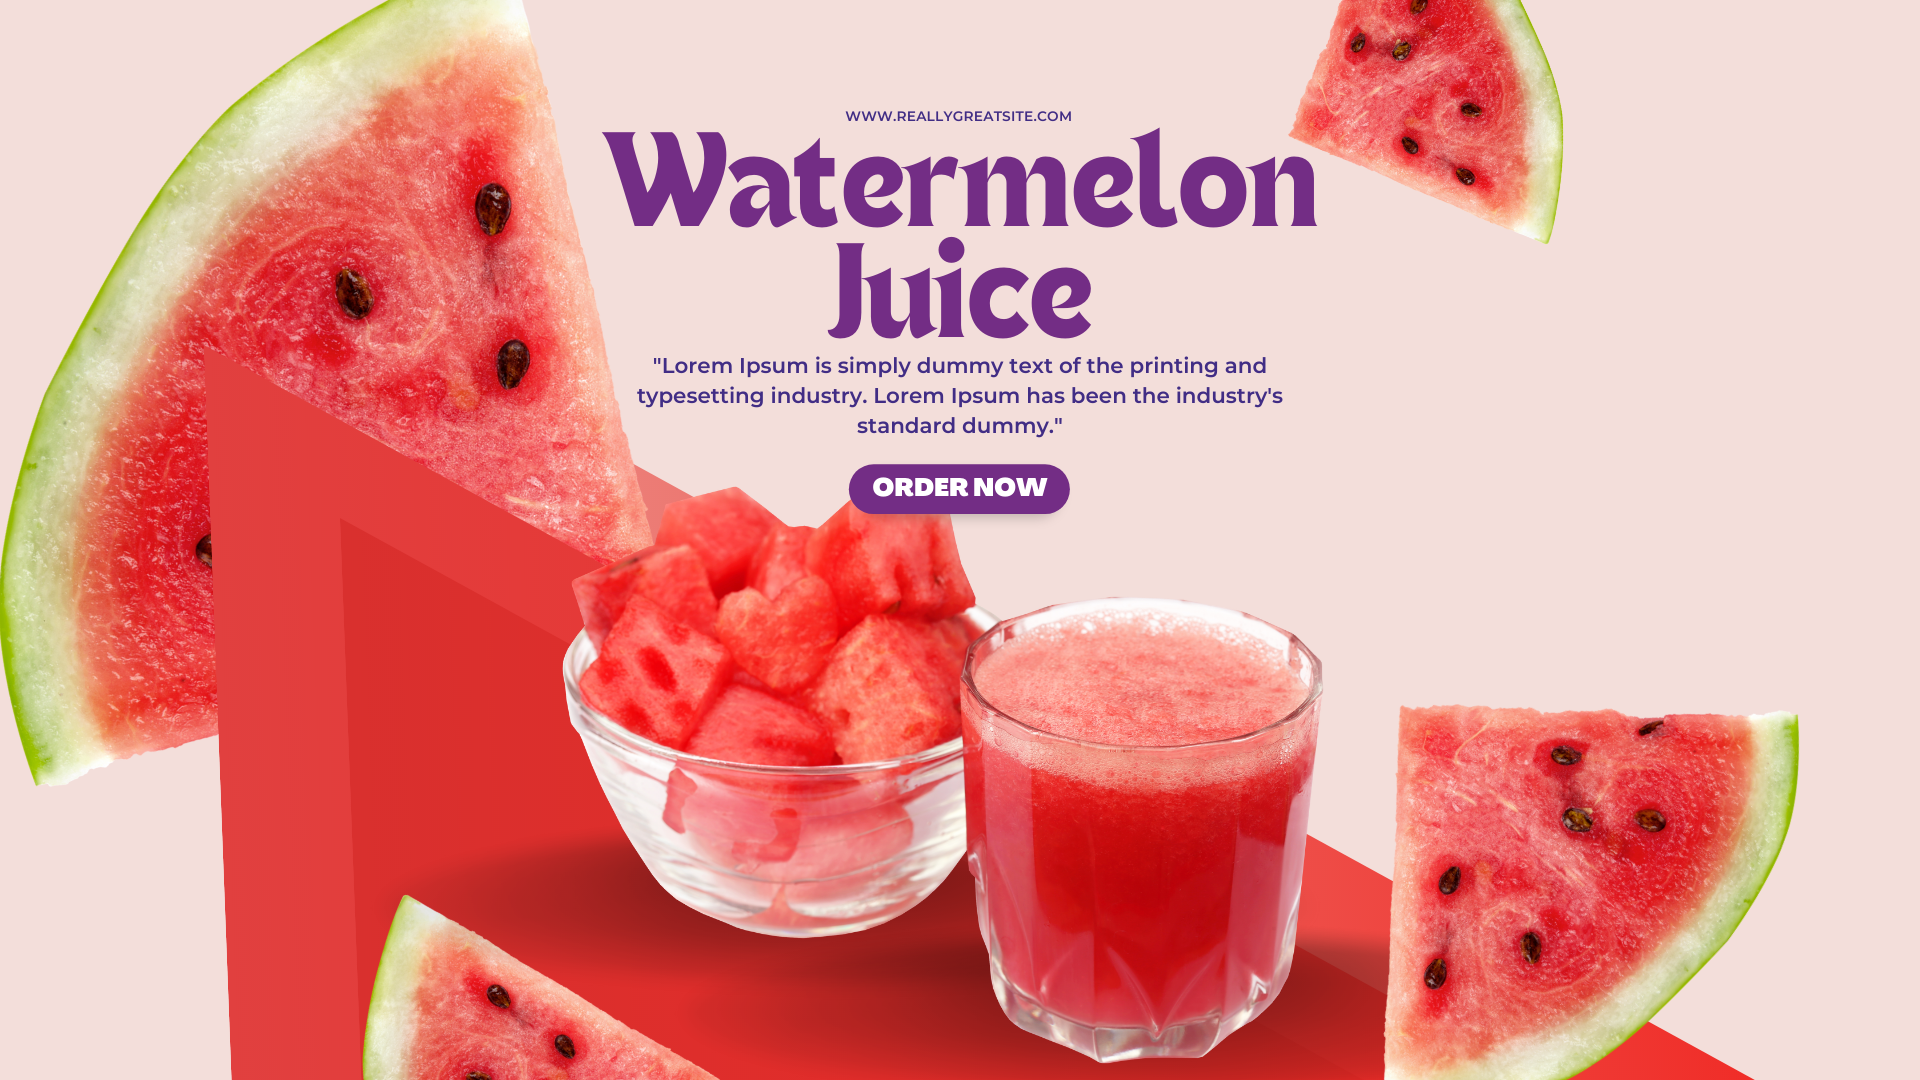 WWW.REALLYGREATSITE.COM
Watermelon
Juice
"Lorem Ipsum is simply dummy text of the printing and
typesetting industry. Lorem Ipsum has been the industry's
standard dummy."
ORDER NOW